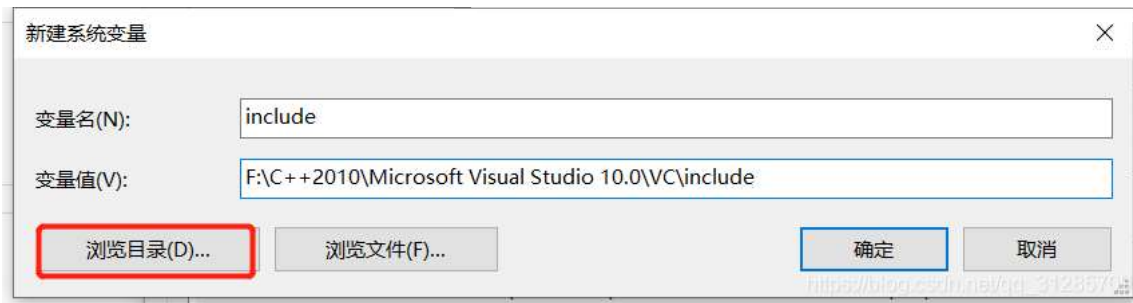 新建系统变量
变量名(N):
include
变量值(V):
F:\C++2010\Microsoft Visual Studio 10.0\VC\include
浏览目录(D)...
浏览文件(F)...
确定
取消